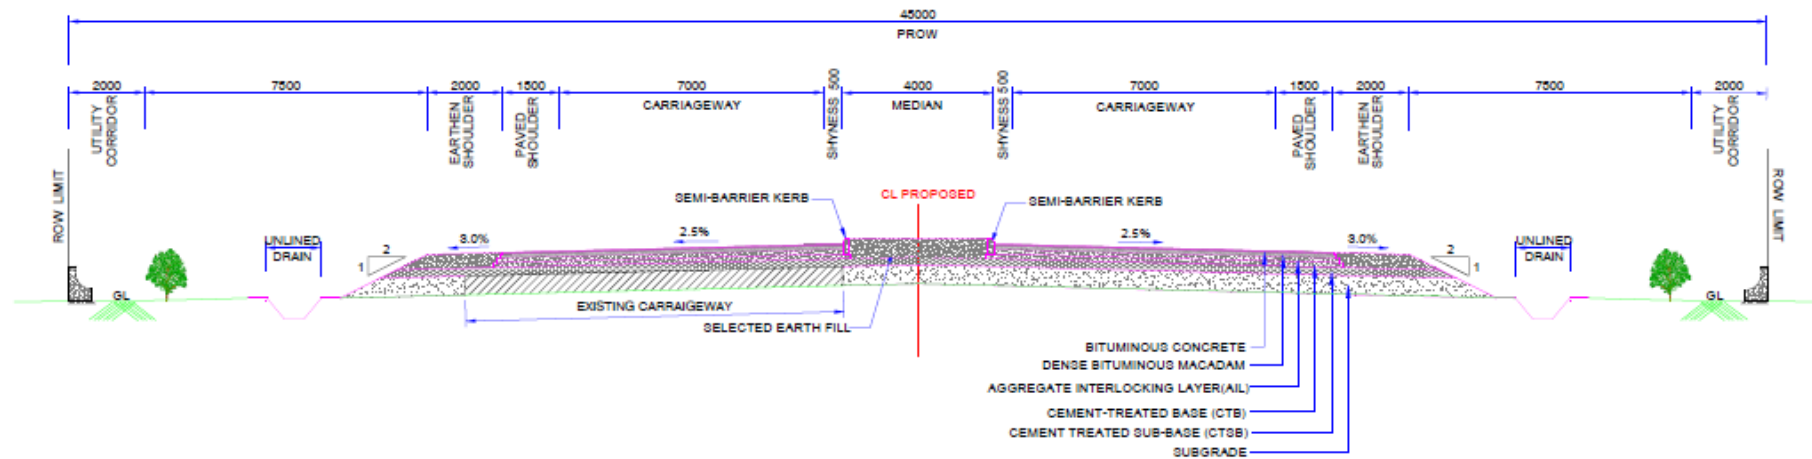 45000
PROW
2000
7500
2000
1500
7000
SHYNESS 500
4000
SHYNESS 500
7000
1500
2000
7500
2000
UTILITY
CORRIDOR
EARTHEN
SHOULDER
PAVED
SHOULDER
CARRIAGEWAY
MEDIAN
CARRIAGEWAY
PAVED
SHOULDER
EARTHEN
SHOULDER
UTILITY
CORRIDOR
ROW LIMIT
ROW LIMIT
SEMI-BARRIER KERB
CL PROPOSED
SEMI-BARRIER KERB
UNLINED
DRAIN
2
1
3.0%
2.5%
2.5%
3.0%
2
1
UNLINED
DRAIN
GL
GL
EXISTING CARRAIGEWAY
SELECTED EARTH FILL
BITUMINOUS CONCRETE
DENSE BITUMINOUS MACADAM
AGGREGATE INTERLOCKING LAYER(AIL)
CEMENT-TREATED BASE (CTB)
CEMENT TREATED SUB-BASE (CTSB)
SUBGRADE